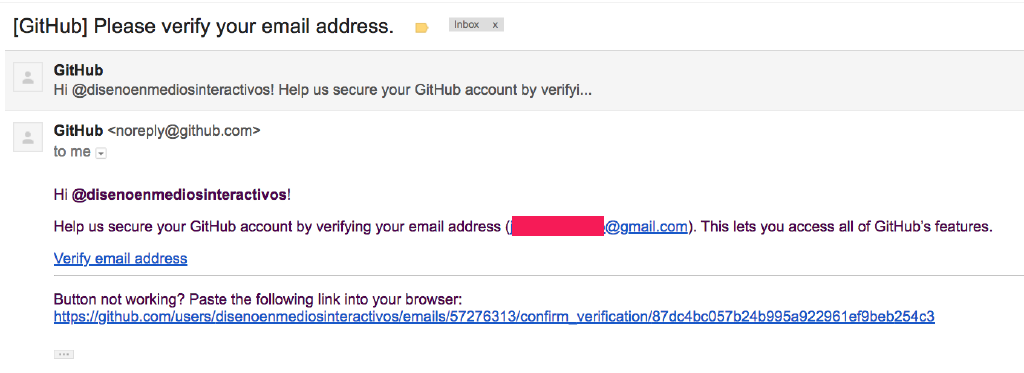 [GitHub] Please verify your email address. Inbox x
GitHub
Hi @disenoenmediosinteractivos! Help us secure your GitHub account by verifyi...
GitHub <noreply@github.com>
to me
Hi @disenoenmediosinteractivos!
Help us secure your GitHub account by verifying your email address (@gmail.com). This lets you access all of GitHub's features.
Verify email address
Button not working? Paste the following link into your browser:
https://github.com/users/disenoenmediosinteractivos/emails/57276313/confirm_verification/87dc4bc057b24b995a922961ef9beb254c3
...